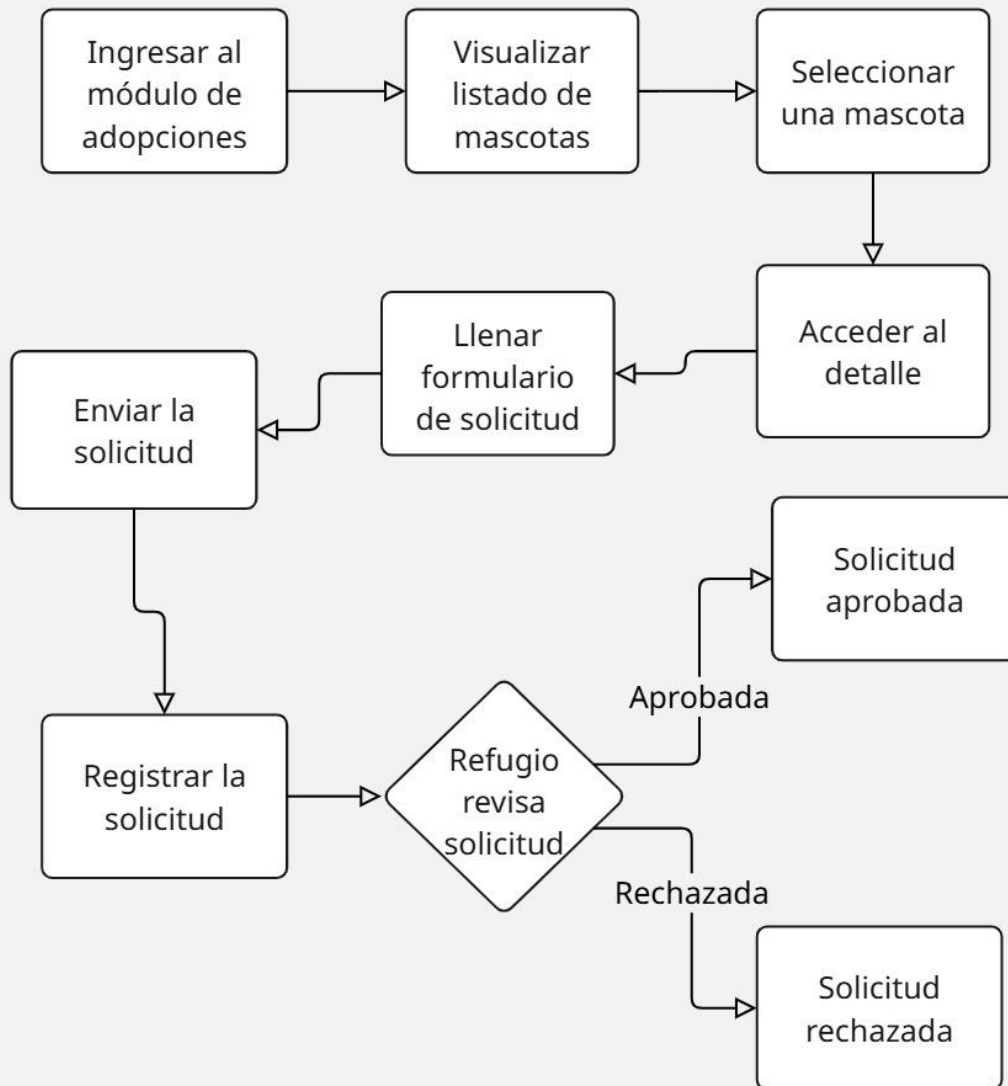 Ingresar al
módulo de
adopciones
Visualizar
listado de
mascotas
Seleccionar
una mascota
Acceder al
detalle
Llenar
formulario
de solicitud
Enviar la
solicitud
Registrar la
solicitud
Refugio
revisa
solicitud
Aprobada
Solicitud
aprobada
Rechazada
Solicitud
rechazada